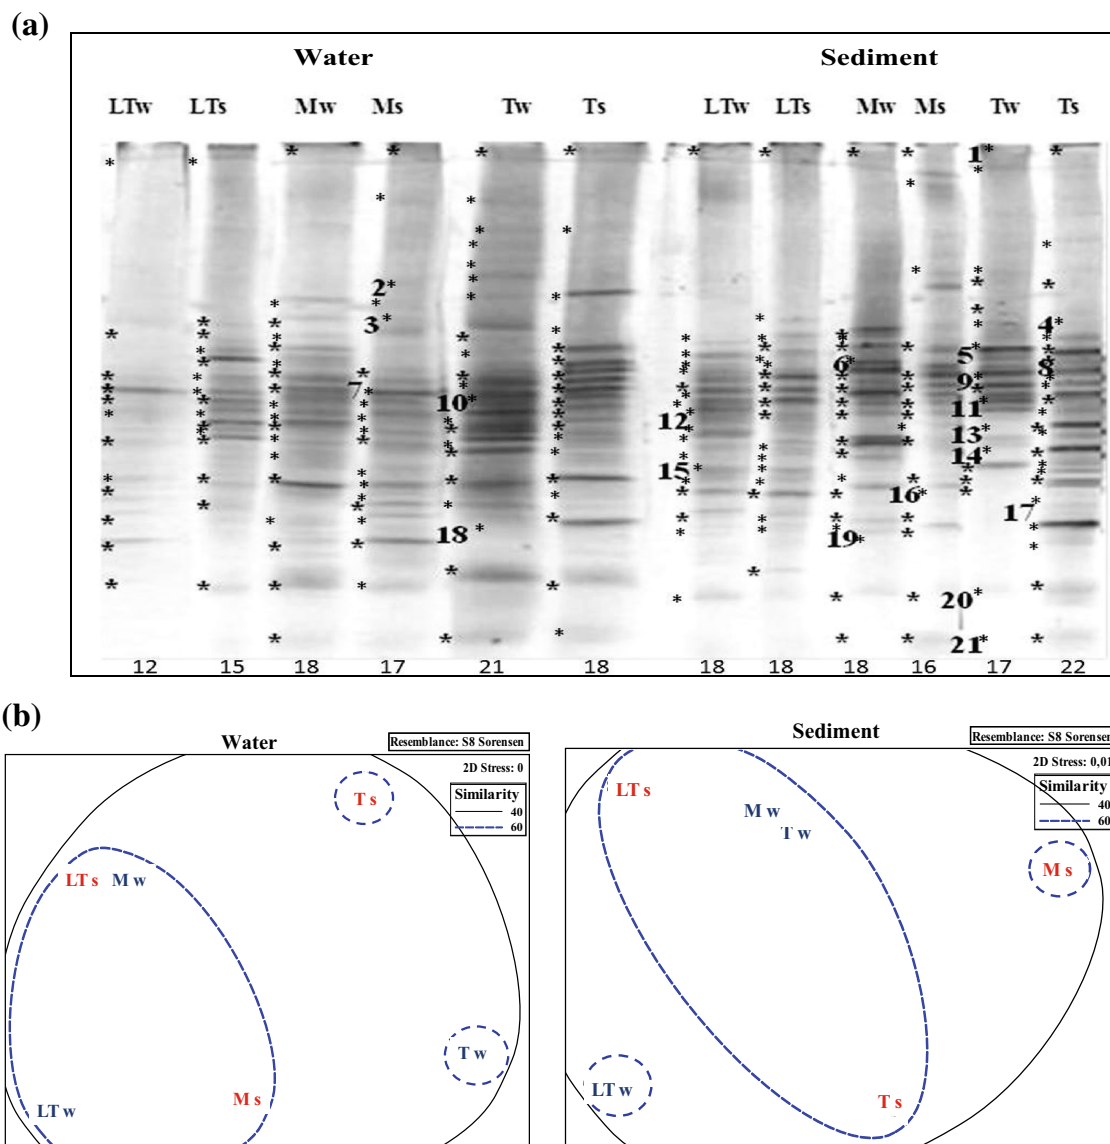 (a)
Water Sediment
LTw LTs Mw Ms Tw Ts LTw LTs Mw Ms Tw Ts
1
2
3
4
5
6
8
7
9
10
11
12
13
14
15
16
17
18
19
20
21
12 15 18 17 21 18 18 18 18 16 17 22
(b)
Water
Resemblance: S8 Sorensen
2D Stress: 0
Similarity
40
60
T s
LT s M w
T w
LT w
M s
Sediment
Resemblance: S8 Sorensen
2D Stress: 0,01
Similarity
40
60
LT s
M w
T w
M s
LT w
T s